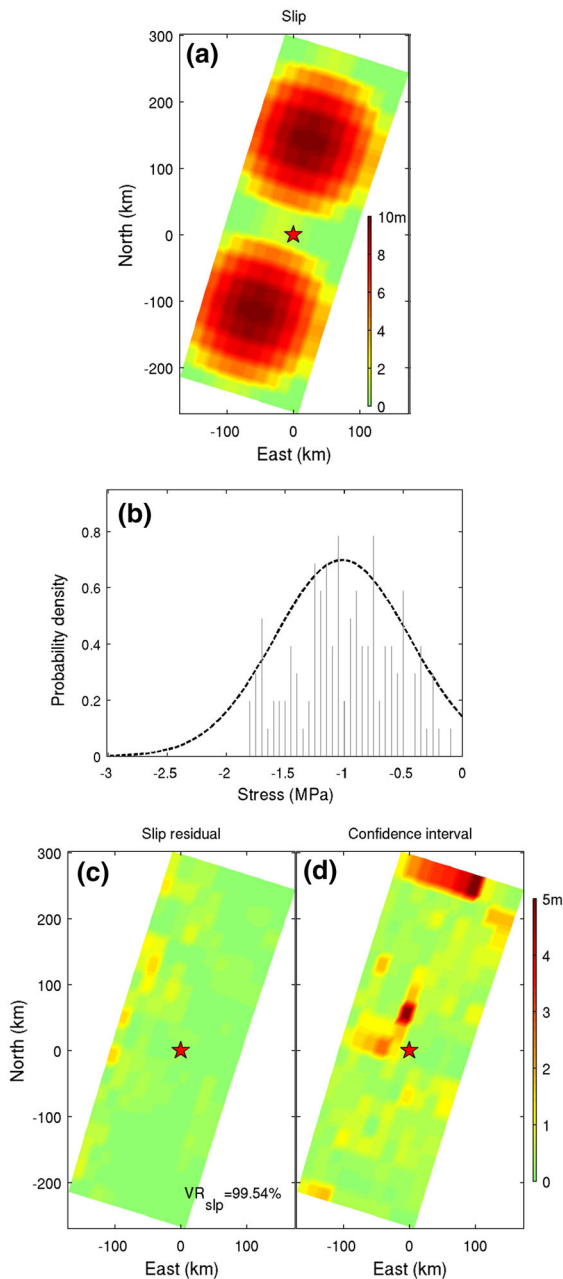 Slip
(a)
300
200
100
0
-100
-200
North (km)
10m
8
6
4
2
0
-100 0 100
East (km)
(b)
0.8
0.6
0.4
0.2
0
Probability density
-3 -2.5 -2 -1.5 -1 -0.5 0
Stress (MPa)
Slip residual
Confidence interval
(c)
(d)
300
200
100
0
-100
-200
North (km)
VRslp=99.54%
5m
4
3
2
1
0
-100 0 100
-100 0 100
East (km)
East (km)